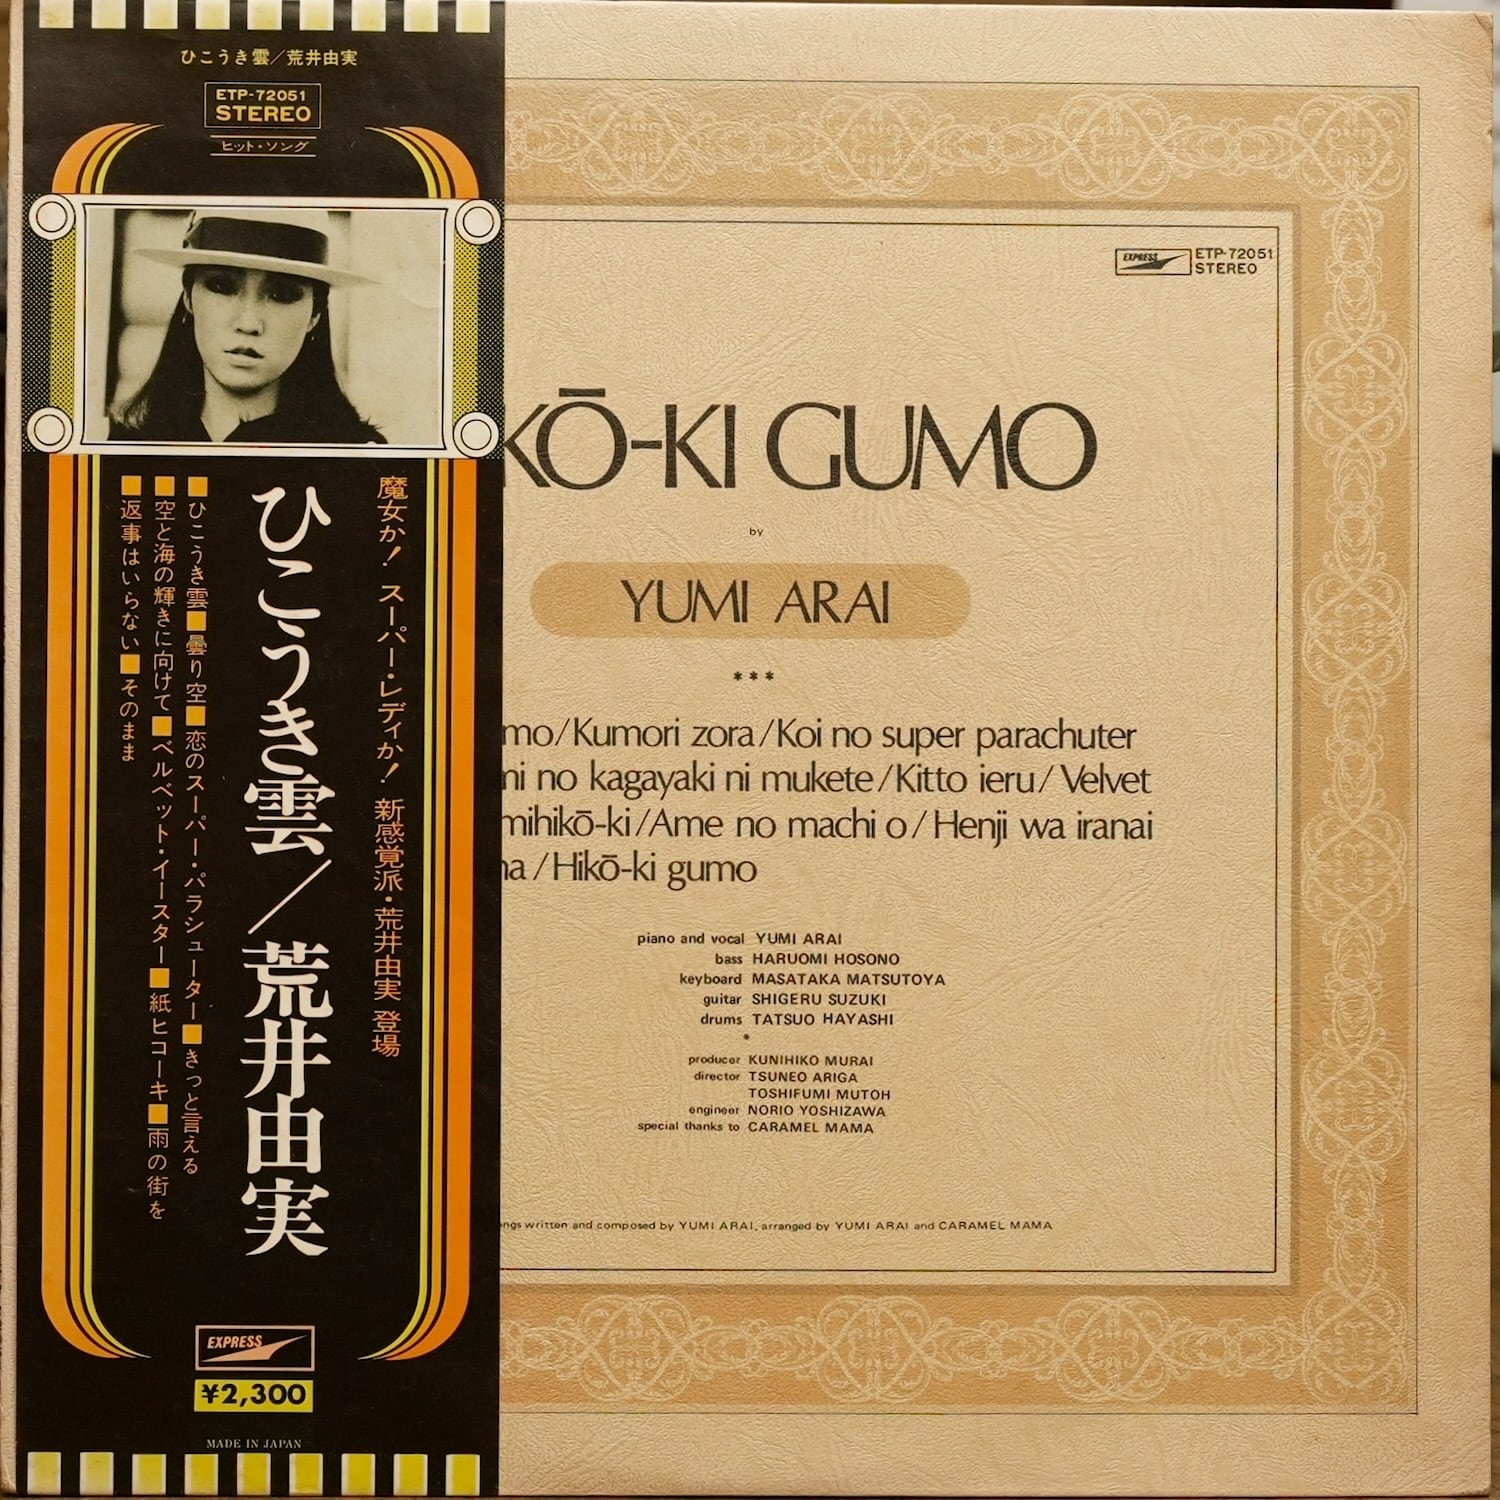 ひこうき雲／荒井由実
ETP-72051
STEREO
ヒット・ソング
魔女か！スーパー・レディか！新感覚派・荒井由実 登場
ひこうき雲／荒井由実
■ひこうき雲■曇り空■恋のスーパー・パラシューター■きっと言える
■空と海の輝きに向けて■ベルベット・イースター■紙ヒコーキ■雨の街を
■返事はいらない■そのまま
EXPRESS
¥2,300
MADE IN JAPAN
EXPRESS ETP-72051
STEREO
KŌ-KI GUMO
by
YUMI ARAI
***
mo/Kumori zora/Koi no super parachuter
ni no kagayaki ni mukete/Kitto ieru/Velvet
mihikō-ki/Ame no machi o/Henji wa iranai
na/Hikō-ki gumo
piano and vocal YUMI ARAI
bass HARUOMI HOSONO
keyboard MASATAKA MATSUTOYA
guitar SHIGERU SUZUKI
drums TATSUO HAYASHI
*
producer KUNIHIKO MURAI
director TSUNEO ARIGA
TOSHIFUMI MUTOH
engineer NORIO YOSHIZAWA
special thanks to CARAMEL MAMA
ngs written and composed by YUMI ARAI, arranged by YUMI ARAI and CARAMEL MAMA